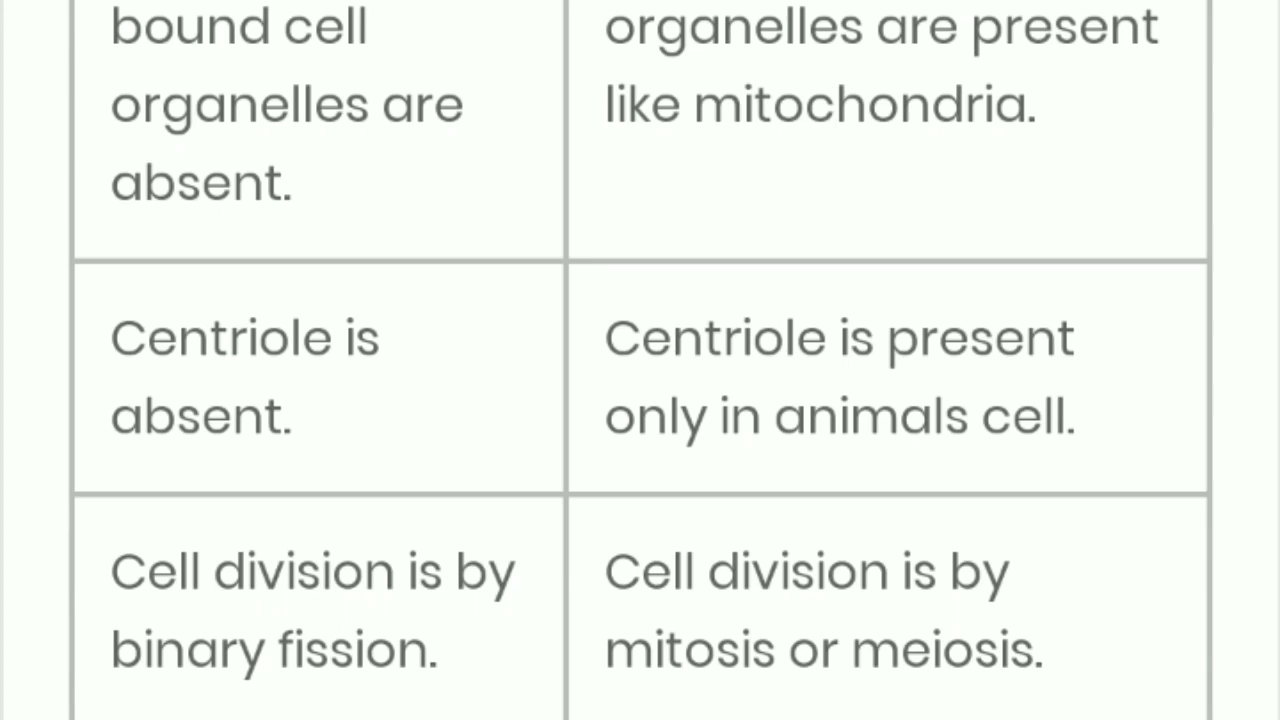 bound cell
organelles are
absent.
organelles are present
like mitochondria.
Centriole is
absent.
Centriole is present
only in animals cell.
Cell division is by
binary fission.
Cell division is by
mitosis or meiosis.